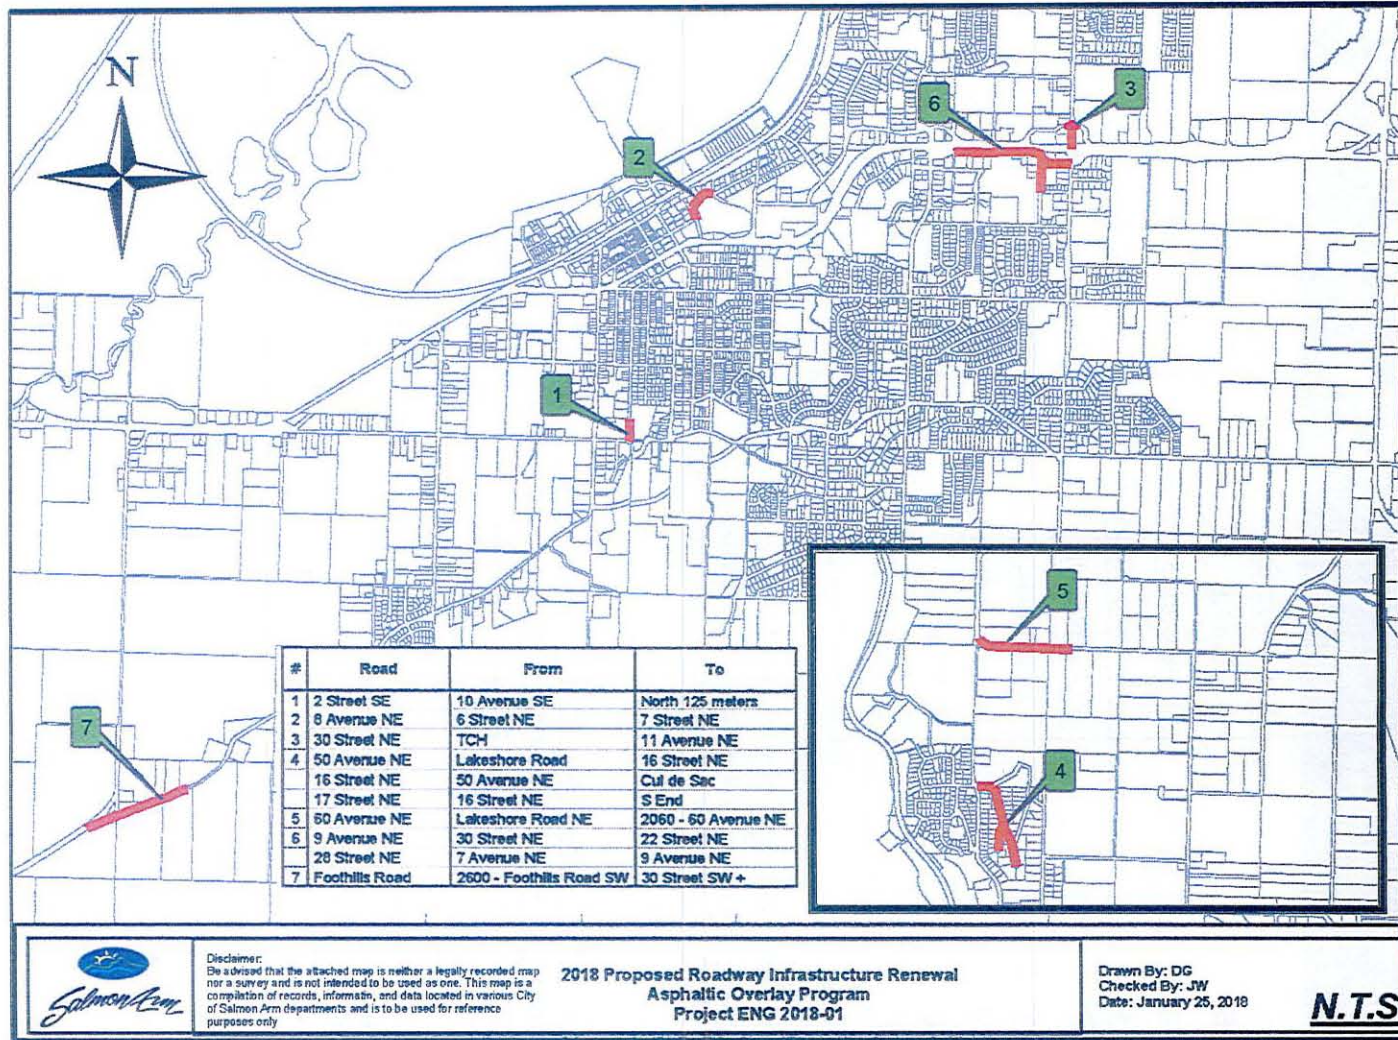 N
3
6
2
1
5
4
7
# Road From To
1 2 Street SE 10 Avenue SE North 125 meters
2 8 Avenue NE 6 Street NE 7 Street NE
3 30 Street NE TCH 11 Avenue NE
4 50 Avenue NE Lakeshore Road 16 Street NE
16 Street NE 50 Avenue NE Cul de Sac
17 Street NE 16 Street NE S End
5 60 Avenue NE Lakeshore Road NE 2060 - 60 Avenue NE
6 9 Avenue NE 30 Street NE 22 Street NE
28 Street NE 7 Avenue NE 9 Avenue NE
7 Foothills Road 2600 - Foothills Road SW 30 Street SW +
Salmon Arm
Disclaimer:
Be advised that the attached map is neither a legally recorded map
nor a survey and is not intended to be used as one. This map is a
compilation of records, informatin, and data located in various City
of Salmon Arm departments and is to be used for reference
purposes only
2018 Proposed Roadway Infrastructure Renewal
Asphaltic Overlay Program
Project ENG 2018-01
Drawn By: DG
Checked By: JW
Date: January 25, 2018
N.T.S